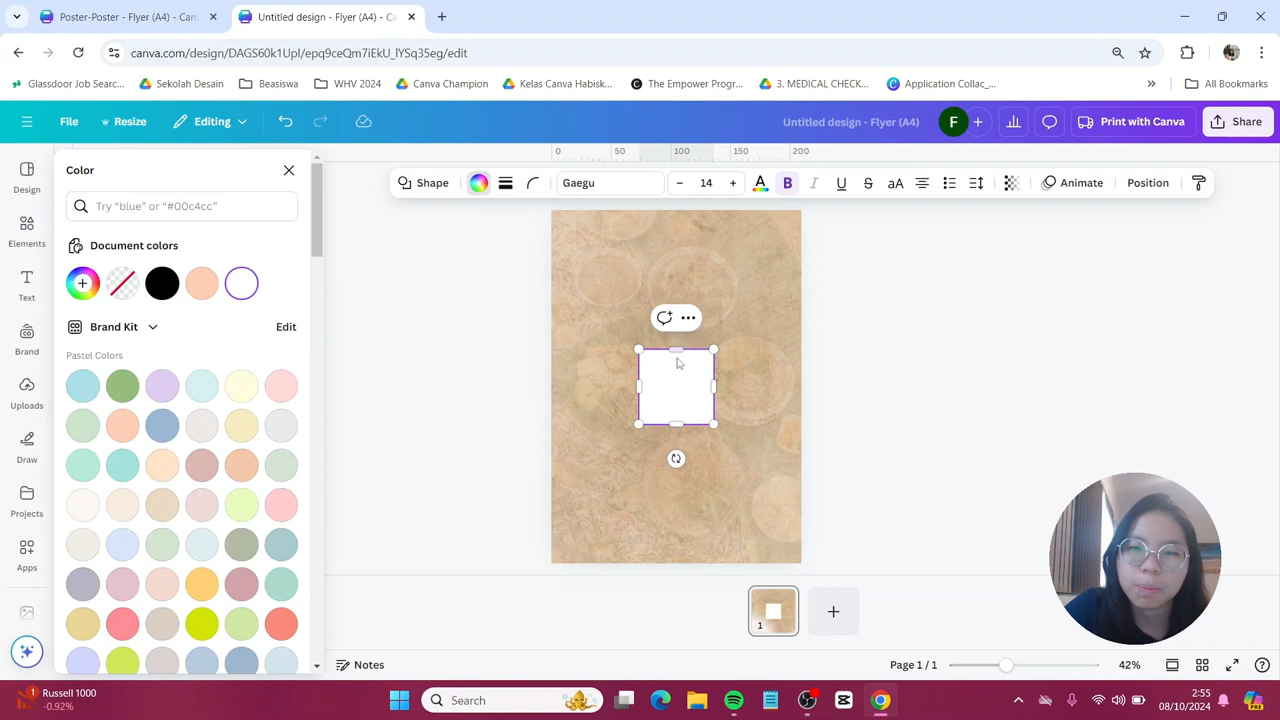 Poster-Poster - Flyer (A4) - Can
Untitled design - Flyer (A4) - Ca
canva.com/design/DAGS60k1UpI/epq9ceQm7iEkU_lYSq35eg/edit
Glassdoor Job Searc...
Sekolah Desain
Beasiswa
WHV 2024
Canva Champion
Kelas Canva Habisk...
The Empower Progr...
3. MEDICAL CHECK...
Application Collac_...
All Bookmarks
File
Resize
Editing
Untitled design - Flyer (A4)
F
Print with Canva
Share
0 50 100 150 200
Design
Elements
Text
Brand
Uploads
Draw
Projects
Apps
Color
Try “blue” or “#00c4cc”
Document colors
Brand Kit
Edit
Pastel Colors
Shape
Gaegu
– 14 +
A
B
I
U
S
aA
Animate
Position
1
Notes
Page 1 / 1
42%
1
Russell 1000
-0.92%
Search
2:55
08/10/2024